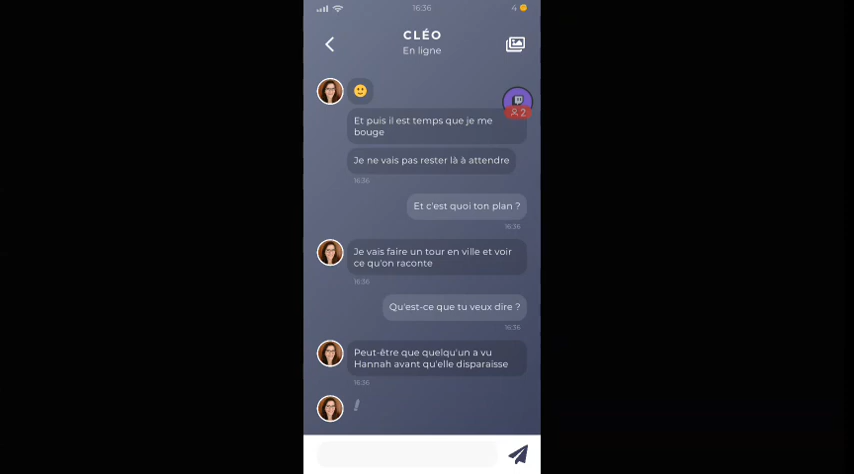 16:36
4
CLÉO
En ligne
2
Et puis il est temps que je me
bouge
Je ne vais pas rester là à attendre
16:36
Et c'est quoi ton plan ?
16:36
Je vais faire un tour en ville et voir
ce qu'on raconte
16:36
Qu'est-ce que tu veux dire ?
16:36
Peut-être que quelqu'un a vu
Hannah avant qu'elle disparaisse
16:36